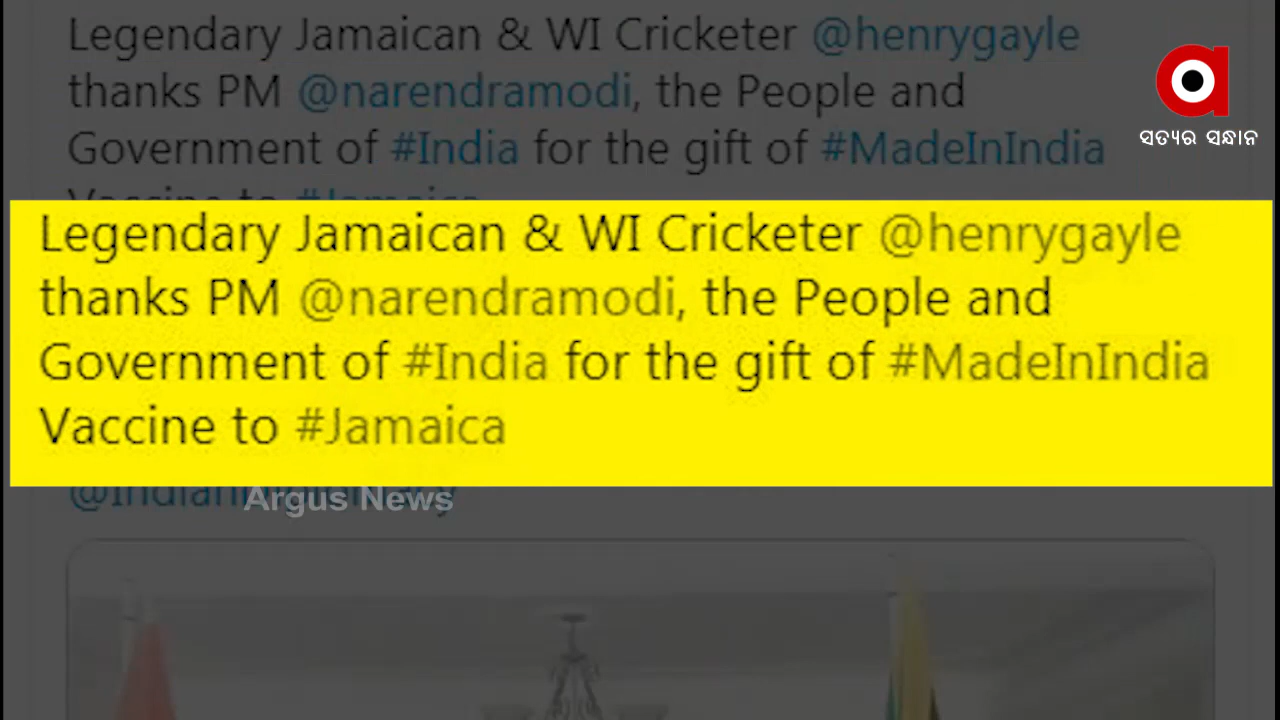 Legendary Jamaican & WI Cricketer @henrygayle
thanks PM @narendramodi, the People and
Government of #India for the gift of #MadeInIndia
ସତ୍ୟର ସନ୍ଧାନ
Legendary Jamaican & WI Cricketer @henrygayle
thanks PM @narendramodi, the People and
Government of #India for the gift of #MadeInIndia
Vaccine to #Jamaica
Argus News